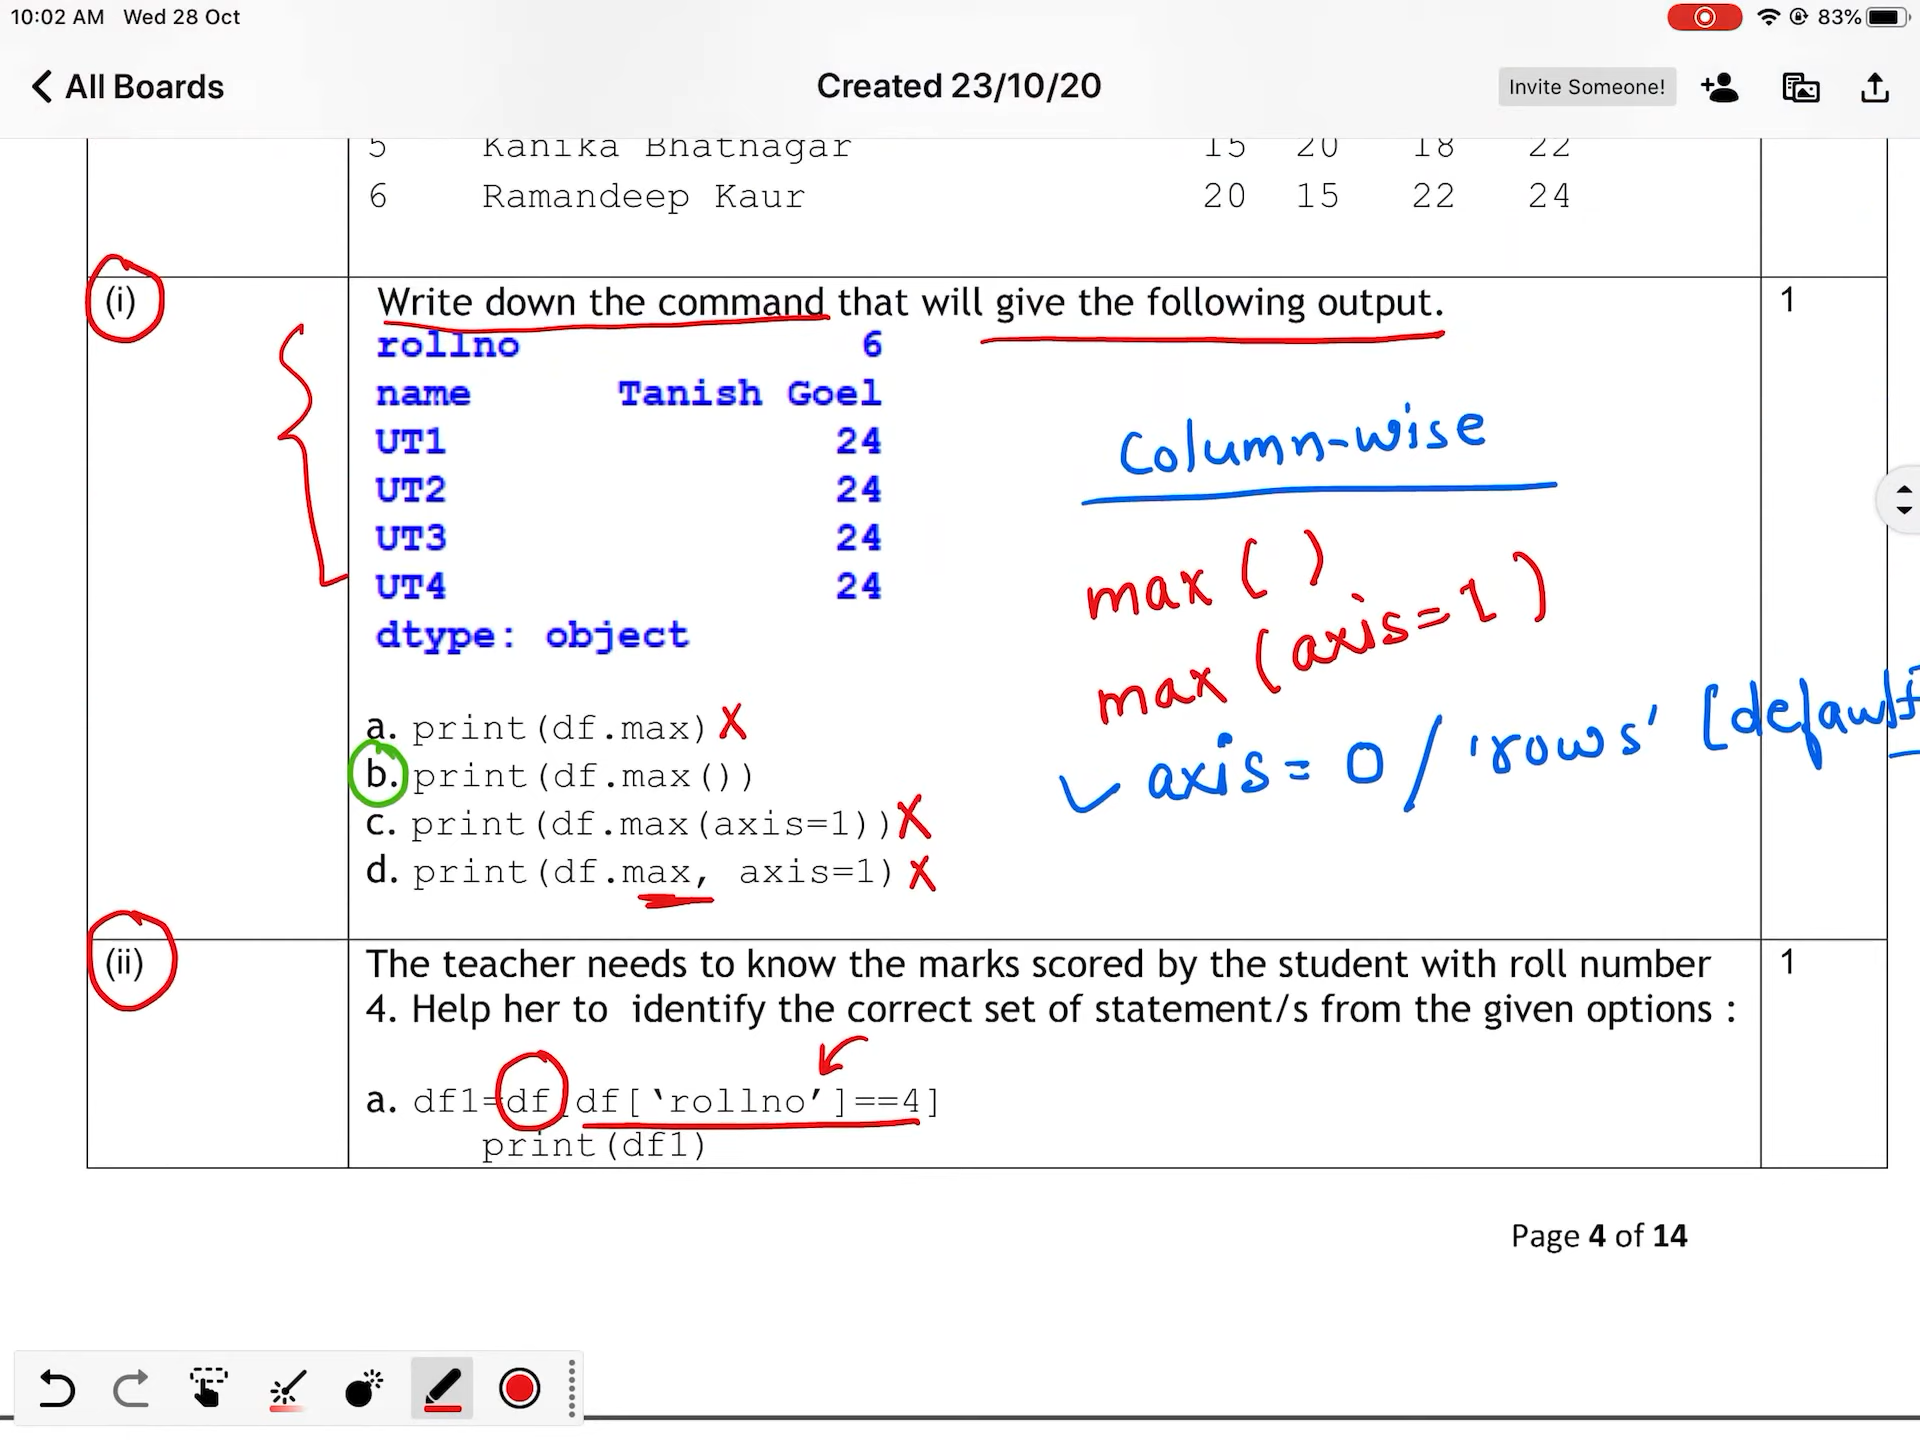 10:02 AM Wed 28 Oct
83%
All Boards
Created 23/10/20
Invite Someone!
5 Kanika Bhatnagar 15 20 18 22
6 Ramandeep Kaur 20 15 22 24
(i)
Write down the command that will give the following output.
1
rollno 6
name Tanish Goel
UT1 24
UT2 24
UT3 24
UT4 24
dtype: object
Column-wise
max ( )
max (axis=1)
axis = 0 / 'rows' [default
a. print(df.max) X
b. print(df.max())
c. print(df.max(axis=1)) X
d. print(df.max, axis=1) X
(ii)
The teacher needs to know the marks scored by the student with roll number
1
4. Help her to identify the correct set of statement/s from the given options :
a. df1=df[df[‘rollno’]==4]
print(df1)
Page 4 of 14